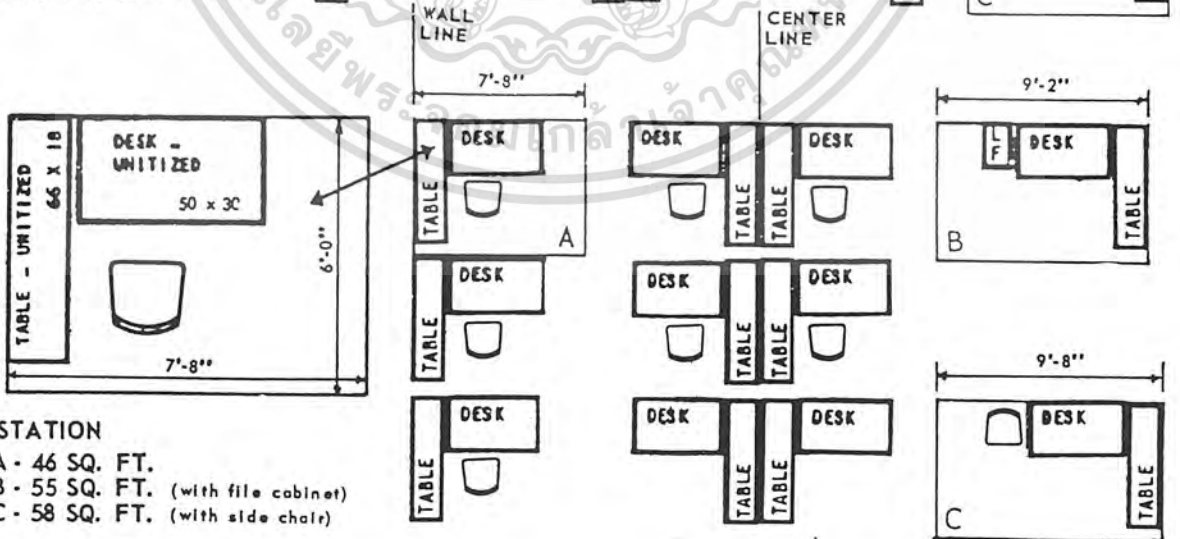 WALL
LINE
CENTER
LINE
C
7'-8"
9'-2"
TABLE - UNITIZED
66 X 18
DESK -
UNITIZED
50 x 30
6'-0"
7'-8"
TABLE
DESK
A
DESK
TABLE
TABLE
DESK
L
F
DESK
TABLE
B
TABLE
DESK
DESK
TABLE
TABLE
DESK
9'-8"
TABLE
DESK
DESK
TABLE
TABLE
DESK
DESK
TABLE
C
STATION
A - 46 SQ. FT.
B - 55 SQ. FT. (with file cabinet)
C - 58 SQ. FT. (with side chair)